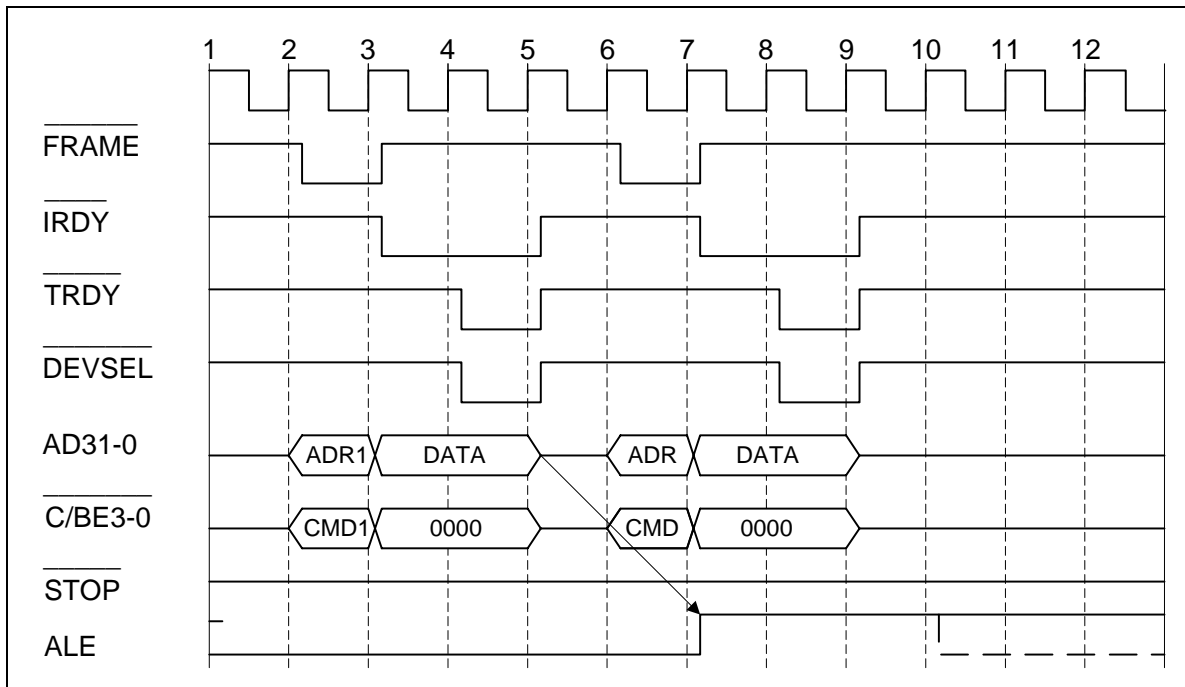 1 2 3 4 5 6 7 8 9 10 11 12
FRAME
IRDY
TRDY
DEVSEL
AD31-0 ADR1 DATA ADR DATA
C/BE3-0 CMD1 0000 CMD 0000
STOP
ALE